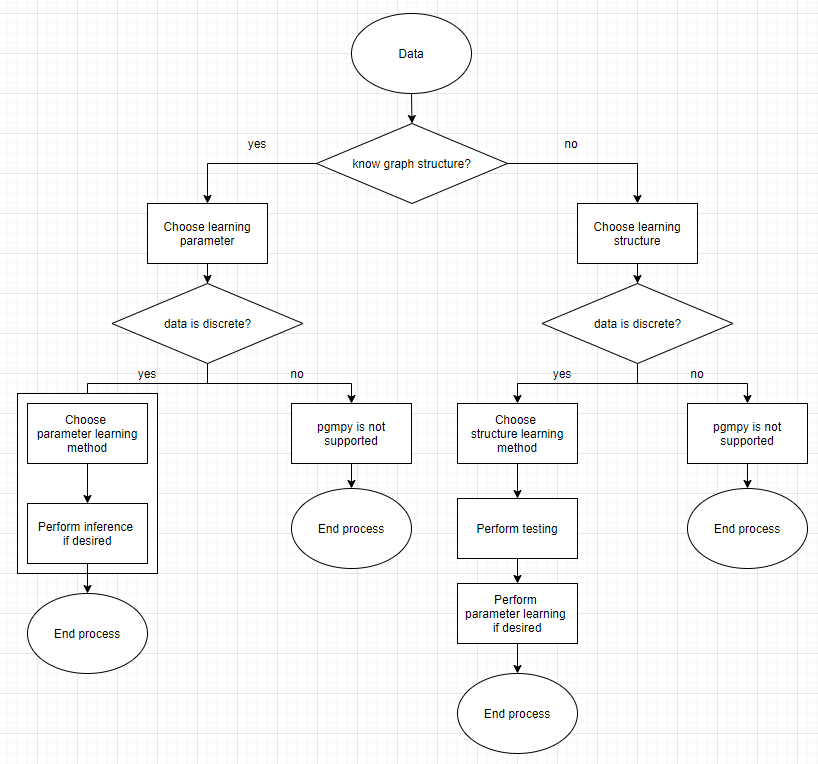 Data
yes
no
know graph structure?
Choose learning
parameter
Choose learning
structure
data is discrete?
data is discrete?
yes
no
yes
no
Choose
parameter learning
method
pgmpy is not
supported
Choose
structure learning
method
pgmpy is not
supported
Perform inference
if desired
End process
Perform testing
End process
Perform
parameter learning
if desired
End process
End process